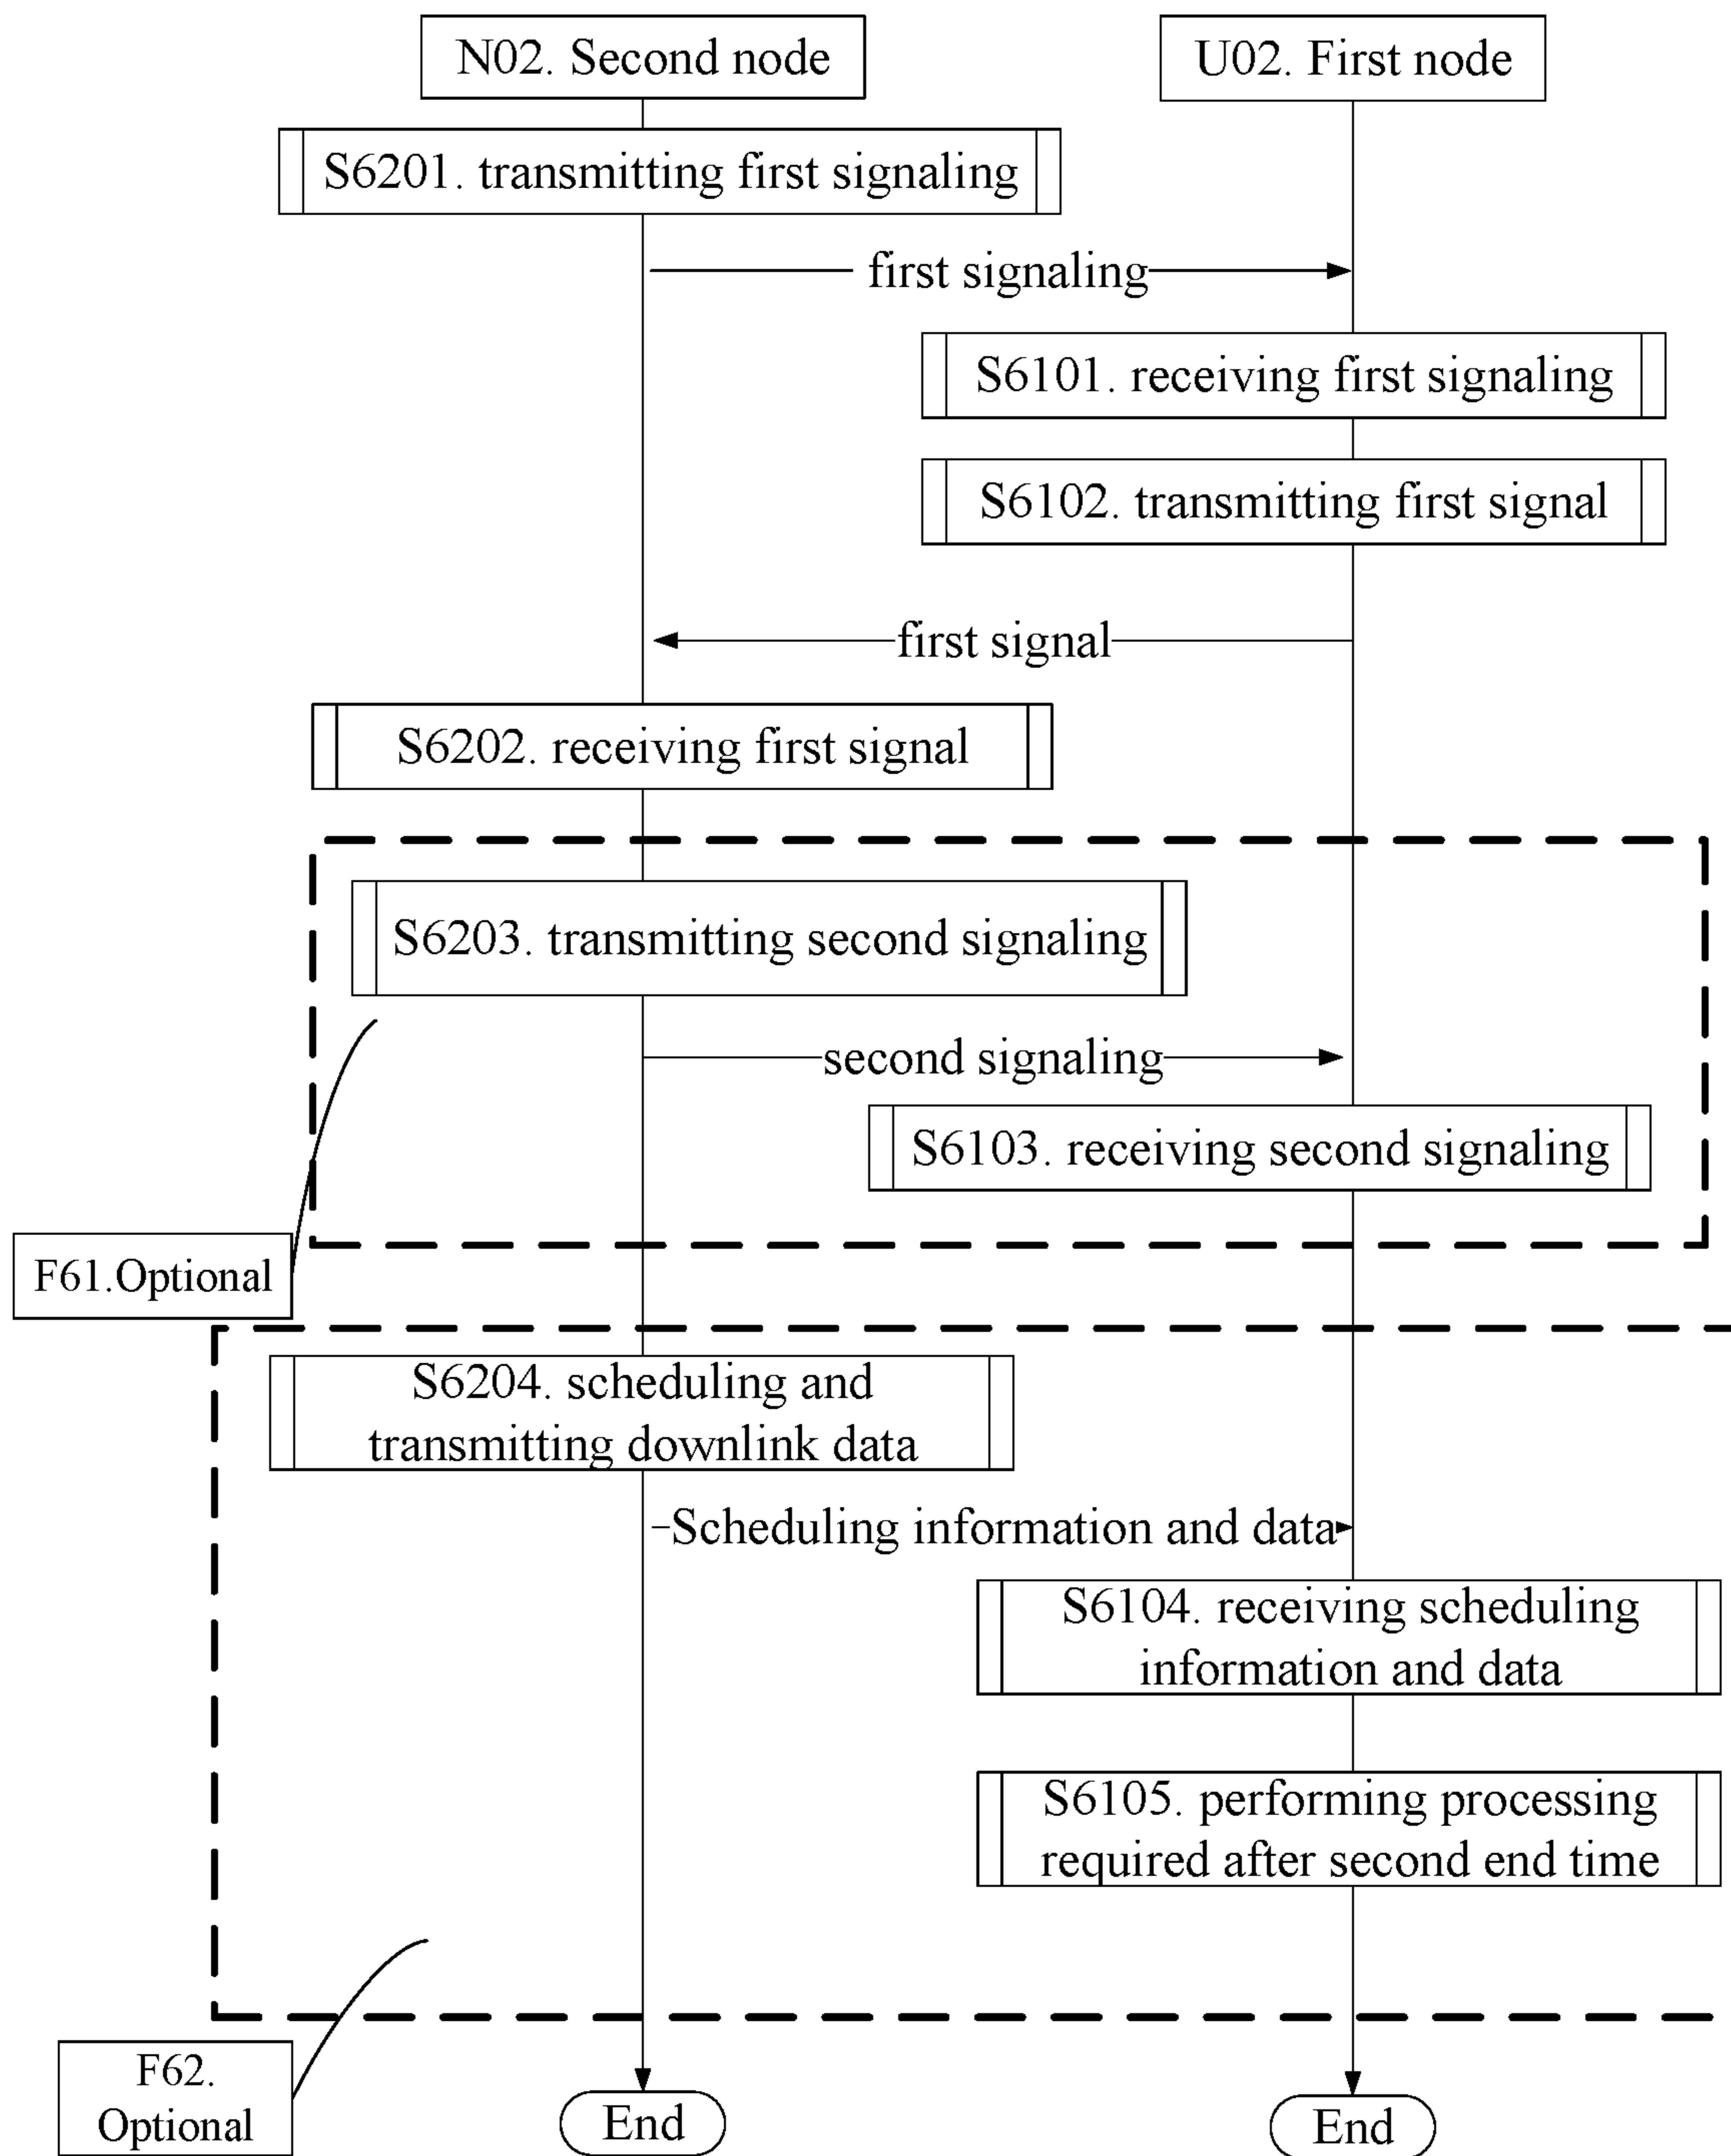 N02. Second node
U02. First node
S6201. transmitting first signaling
first signaling
S6101. receiving first signaling
S6102. transmitting first signal
first signal
S6202. receiving first signal
S6203. transmitting second signaling
second signaling
S6103. receiving second signaling
F61.Optional
S6204. scheduling and
transmitting downlink data
Scheduling information and data
S6104. receiving scheduling
information and data
S6105. performing processing
required after second end time
F62.
Optional
End
End